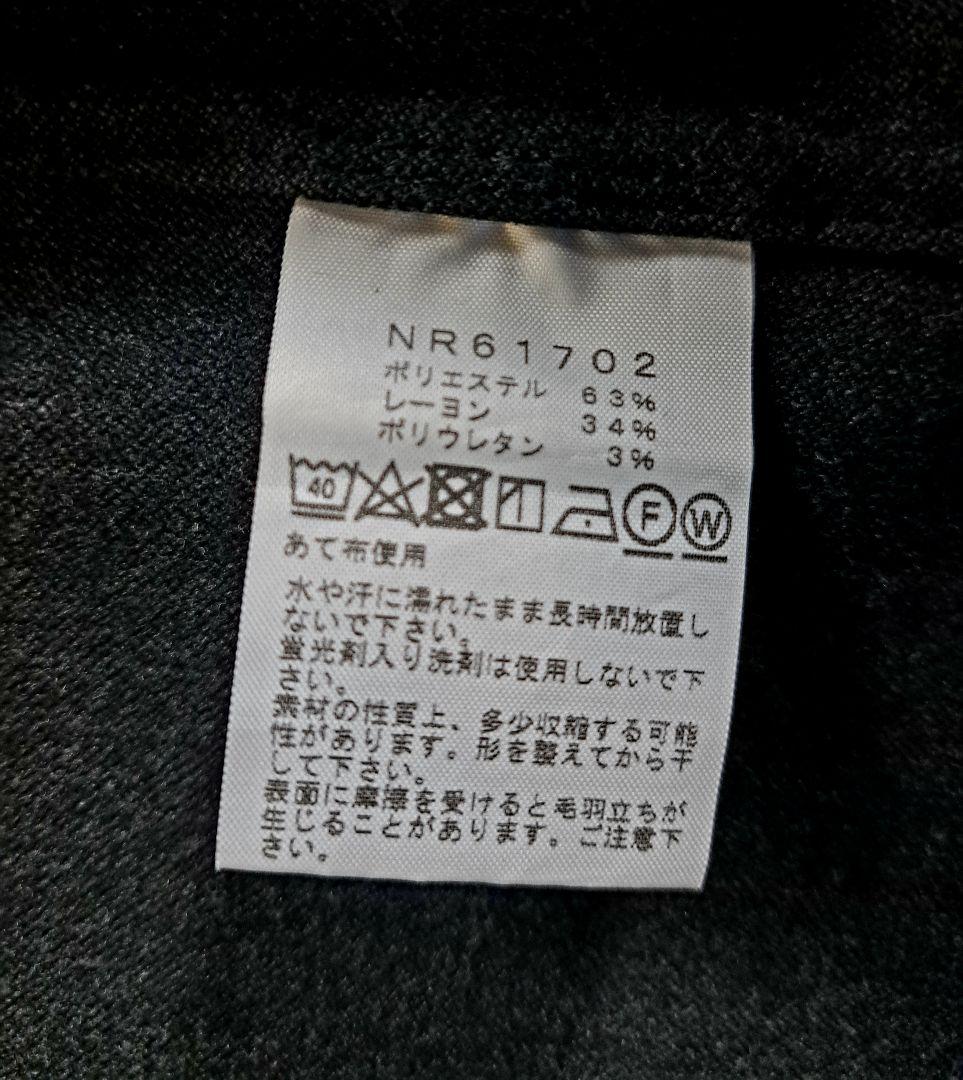 NR61702
ポリエステル 63%
レーヨン 34%
ポリウレタン 3%
40 F W
あて布使用
水や汗に濡れたまま長時間放置し
ないで下さい。
蛍光剤入り洗剤は使用しないで下
さい。
素材の性質上、多少収縮する可能
性があります。形を整えてから干
して下さい。
表面に摩擦を受けると毛羽立ちが
生じることがあります。ご注意下
さい。